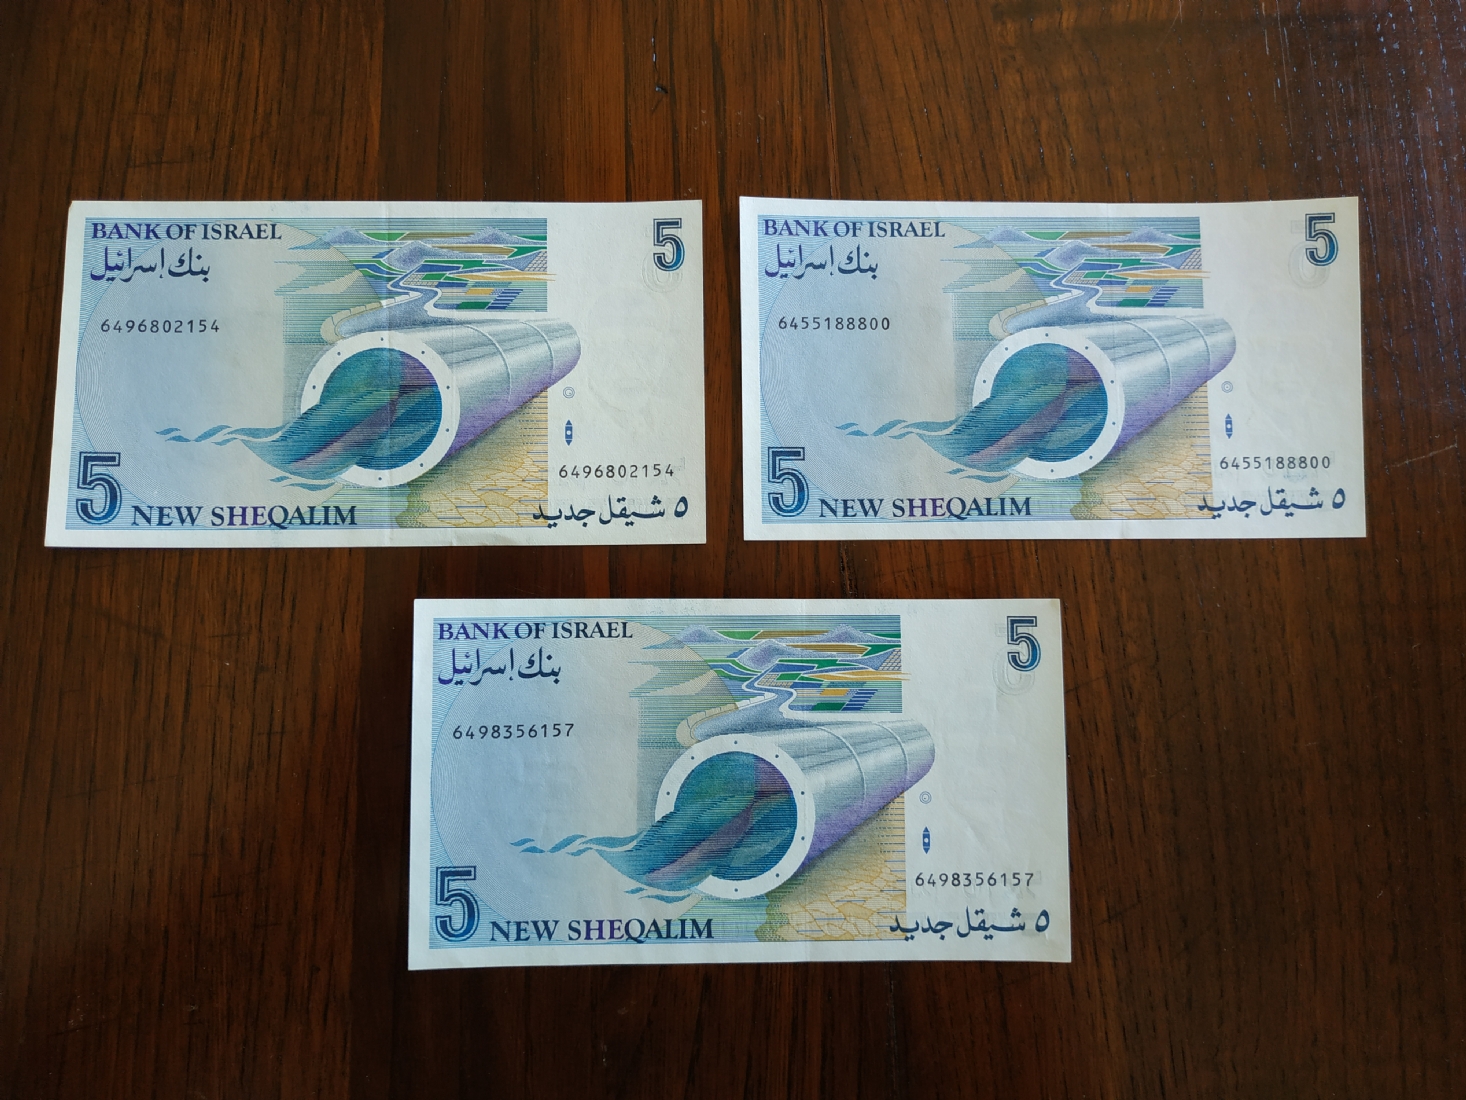 BANK OF ISRAEL
بنك إسرائيل
5
6496802154
6496802154
5
NEW SHEQALIM
٥ شيقل جديد
BANK OF ISRAEL
بنك إسرائيل
5
6455188800
6455188800
5
NEW SHEQALIM
٥ شيقل جديد
BANK OF ISRAEL
بنك إسرائيل
5
6498356157
6498356157
5
NEW SHEQALIM
٥ شيقل جديد